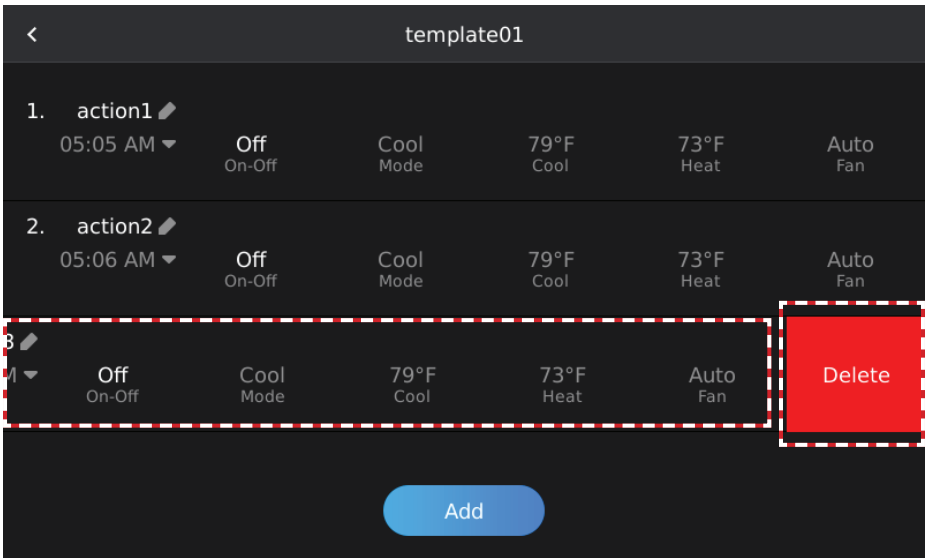 template01
1. action1
05:05 AM Off Cool 79°F 73°F Auto
On-Off Mode Cool Heat Fan
2. action2
05:06 AM Off Cool 79°F 73°F Auto
On-Off Mode Cool Heat Fan
3
M Off Cool 79°F 73°F Auto Delete
On-Off Mode Cool Heat Fan
Add